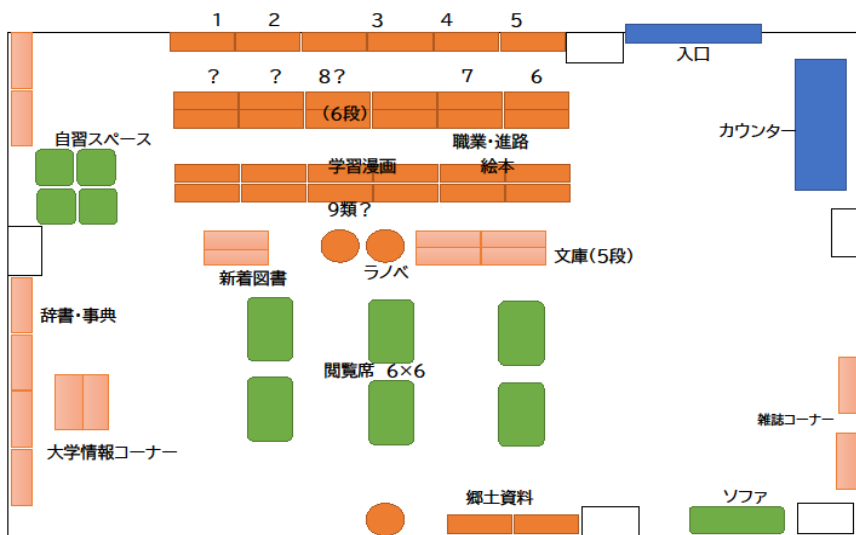 1 2 3 4 5
入口
? ? 8? 7 6
(6段)
カウンター
自習スペース
職業・進路
学習漫画 絵本
9類?
新着図書
ラノベ
文庫(5段)
辞書・事典
閲覧席 6×6
雑誌コーナー
大学情報コーナー
郷土資料
ソファ